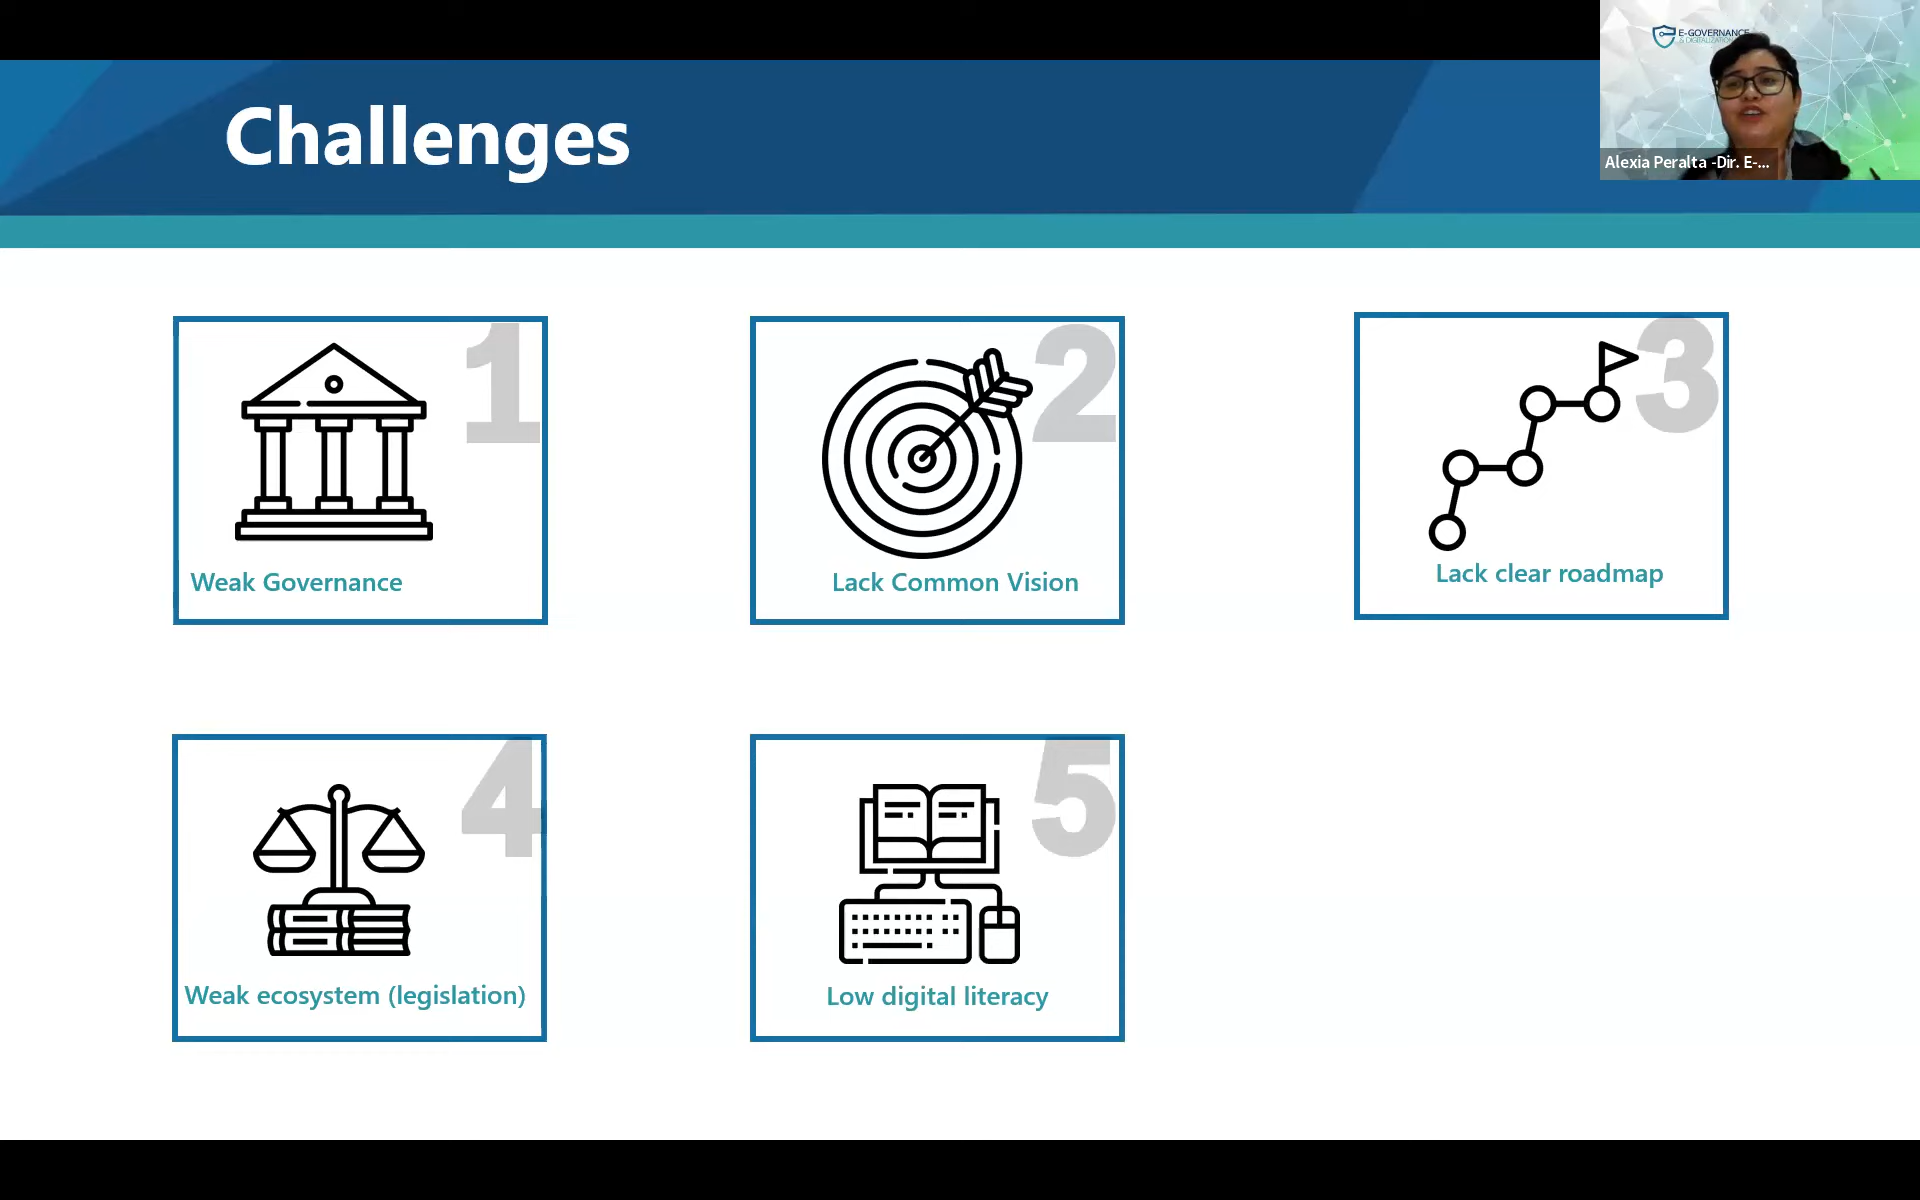 E-GOVERNANCE
& DIGITALIZATION
Alexia Peralta -Dir. E-...
Challenges
1
Weak Governance
2
Lack Common Vision
3
Lack clear roadmap
4
Weak ecosystem (legislation)
5
Low digital literacy